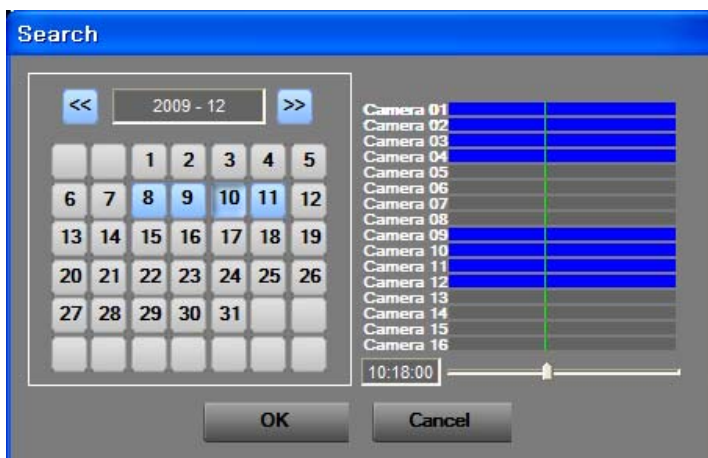 Search
<< 2009 - 12 >>
1 2 3 4 5
6 7 8 9 10 11 12
13 14 15 16 17 18 19
20 21 22 23 24 25 26
27 28 29 30 31
Camera 01
Camera 02
Camera 03
Camera 04
Camera 05
Camera 06
Camera 07
Camera 08
Camera 09
Camera 10
Camera 11
Camera 12
Camera 13
Camera 14
Camera 15
Camera 16
10:18:00
OK Cancel